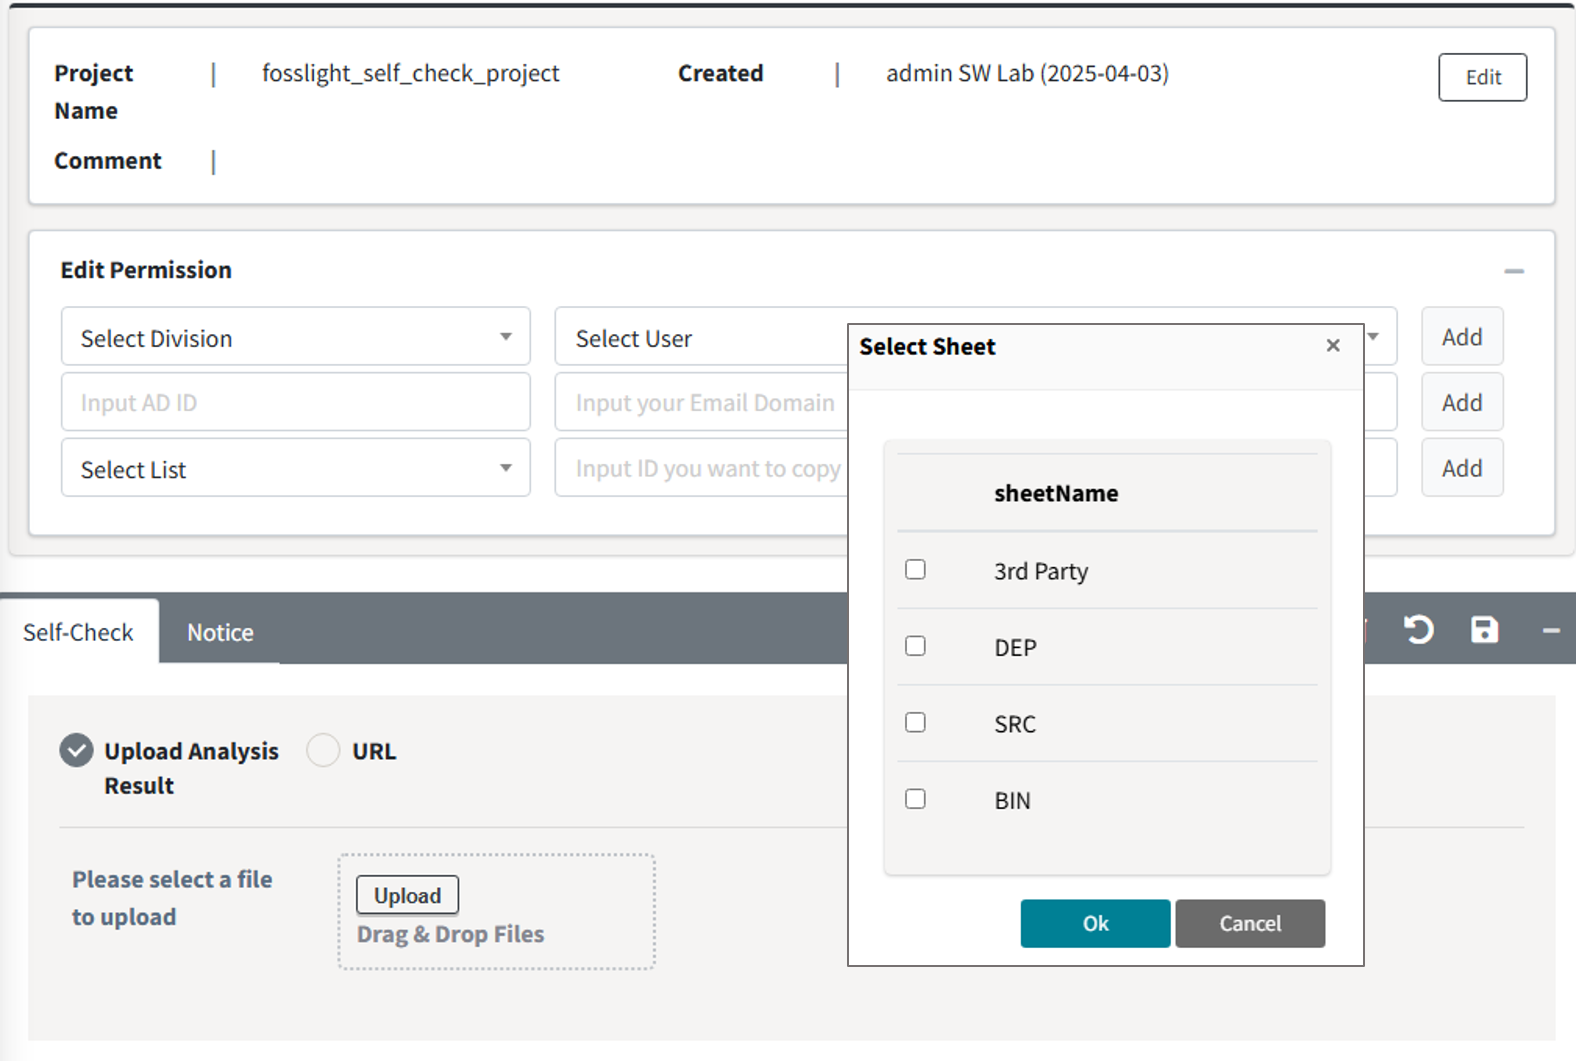 Project Name | fosslight_self_check_project Created | admin SW Lab (2025-04-03) Edit
Comment |
Edit Permission
Select Division Select User Add
Input AD ID Input your Email Domain Add
Select List Input ID you want to copy Add
Select Sheet ×
sheetName
3rd Party
DEP
SRC
BIN
Ok Cancel
Self-Check Notice
Upload Analysis Result URL
Please select a file
to upload
Upload
Drag & Drop Files